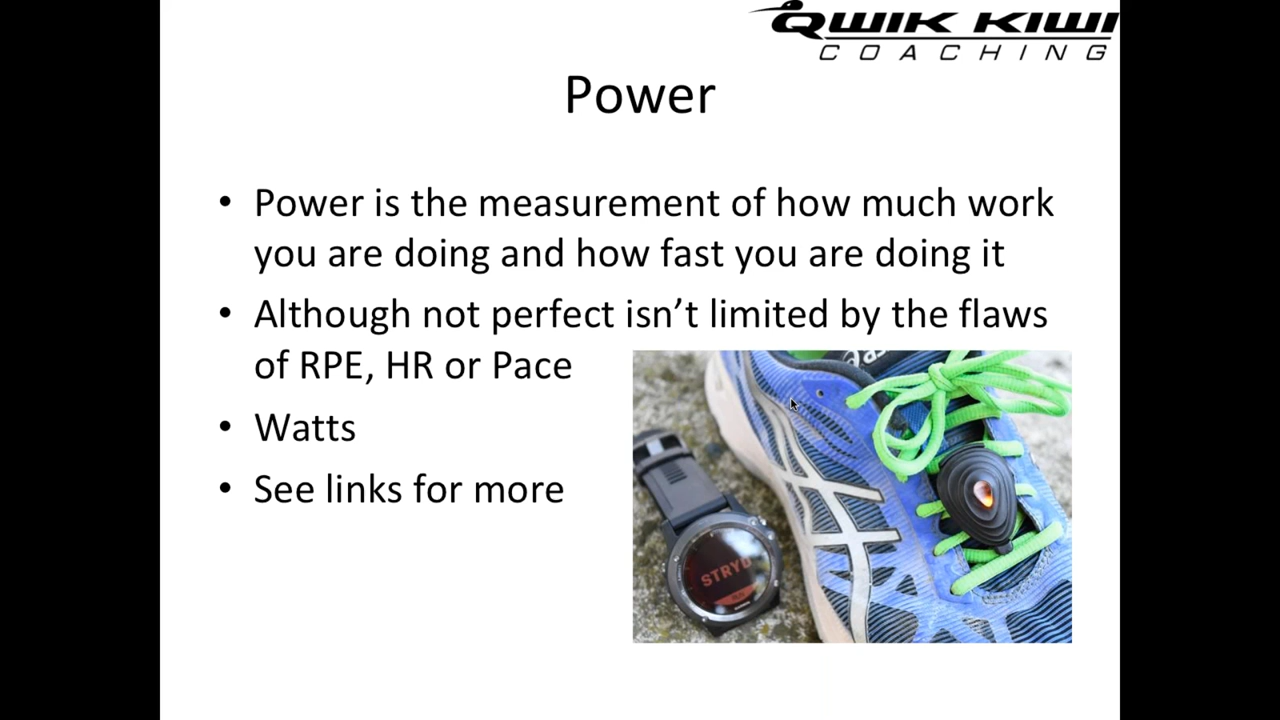 QWIK KIWI
COACHING
Power
• Power is the measurement of how much work
you are doing and how fast you are doing it
• Although not perfect isn’t limited by the flaws
of RPE, HR or Pace
• Watts
• See links for more
as
STRYD